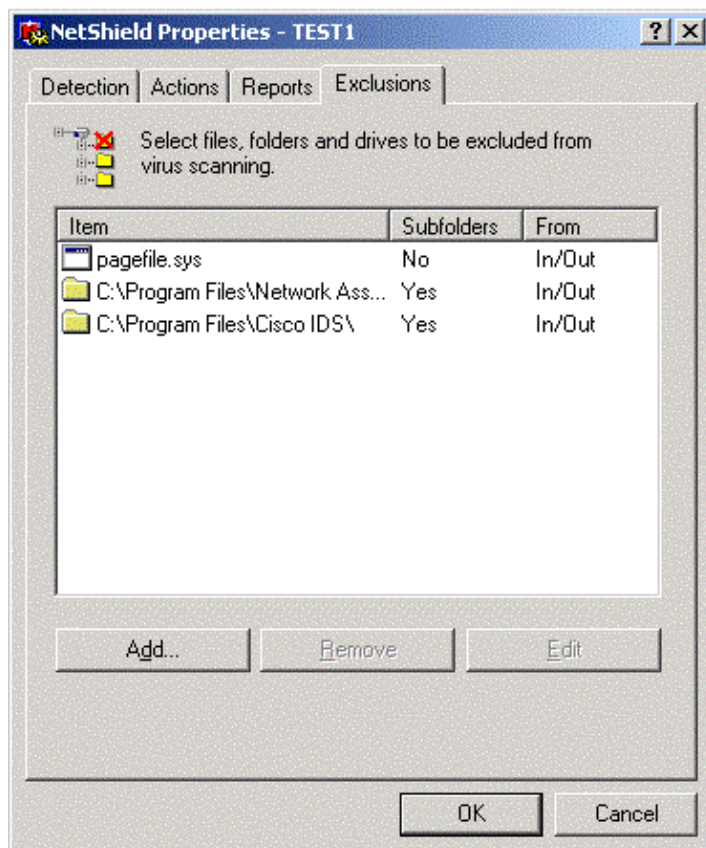 NetShield Properties - TEST1
Detection Actions Reports Exclusions
Select files, folders and drives to be excluded from
virus scanning.
Item Subfolders From
pagefile.sys No In/Out
C:\Program Files\Network Ass... Yes In/Out
C:\Program Files\Cisco IDS\ Yes In/Out
Add... Remove Edit
OK Cancel